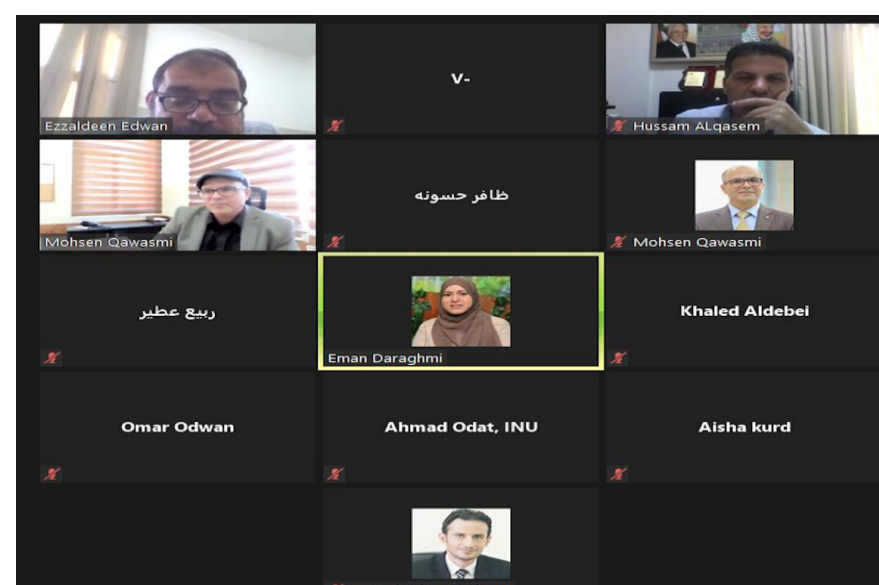 Ezzaldeen Edwan
V-
Hussam ALqasem
Mohsen Qawasmi
ظافر حسونه
Mohsen Qawasmi
ربيع عطير
Eman Daraghmi
Khaled Aldebei
Omar Odwan
Ahmad Odat, INU
Aisha kurd